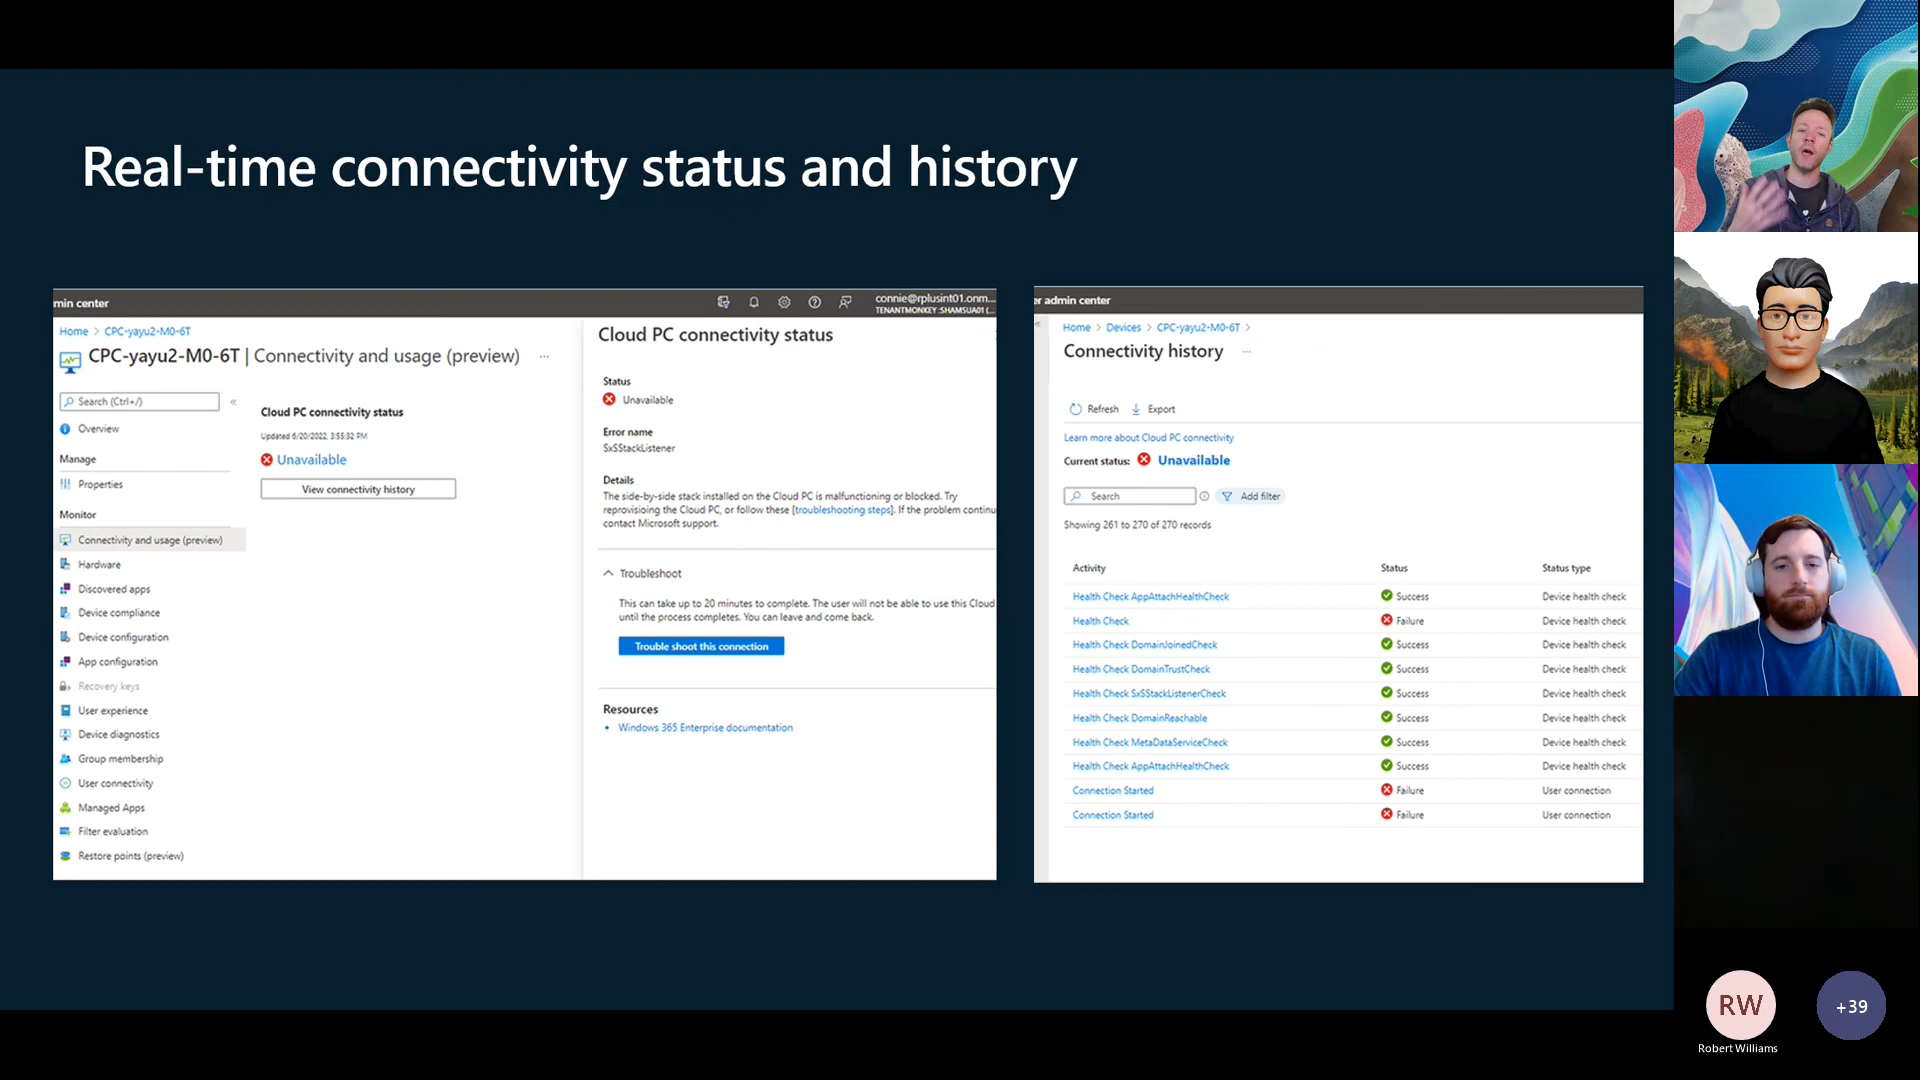 Real-time connectivity status and history
min center
connie@rplusint01.onm...
TENANTMONKEY :SHAMSUA01 (...
Home > CPC-yayu2-M0-6T
CPC-yayu2-M0-6T | Connectivity and usage (preview) ...
Search (Ctrl+/) «
Overview
Manage
Properties
Monitor
Connectivity and usage (preview)
Hardware
Discovered apps
Device compliance
Device configuration
App configuration
Recovery keys
User experience
Device diagnostics
Group membership
User connectivity
Managed Apps
Filter evaluation
Restore points (preview)
Cloud PC connectivity status
Updated 6/20/2022, 3:55:32 PM
Unavailable
View connectivity history
Cloud PC connectivity status
Status
Unavailable
Error name
SxSStackListener
Details
The side-by-side stack installed on the Cloud PC is malfunctioning or blocked. Try
reprovisioing the Cloud PC, or follow these [troubleshooting steps]. If the problem continu
contact Microsoft support.
Troubleshoot
This can take up to 20 minutes to complete. The user will not be able to use this Cloud
until the process completes. You can leave and come back.
Trouble shoot this connection
Resources
• Windows 365 Enterprise documentation
r admin center
« Home > Devices > CPC-yayu2-M0-6T >
Connectivity history ...
Refresh Export
Learn more about Cloud PC connectivity
Current status: Unavailable
Search Add filter
Showing 261 to 270 of 270 records
Activity Status Status type
Health Check AppAttachHealthCheck Success Device health check
Health Check Failure Device health check
Health Check DomainJoinedCheck Success Device health check
Health Check DomainTrustCheck Success Device health check
Health Check SxSStackListenerCheck Success Device health check
Health Check DomainReachable Success Device health check
Health Check MetaDataServiceCheck Success Device health check
Health Check AppAttachHealthCheck Success Device health check
Connection Started Failure User connection
Connection Started Failure User connection
RW
+39
Robert Williams